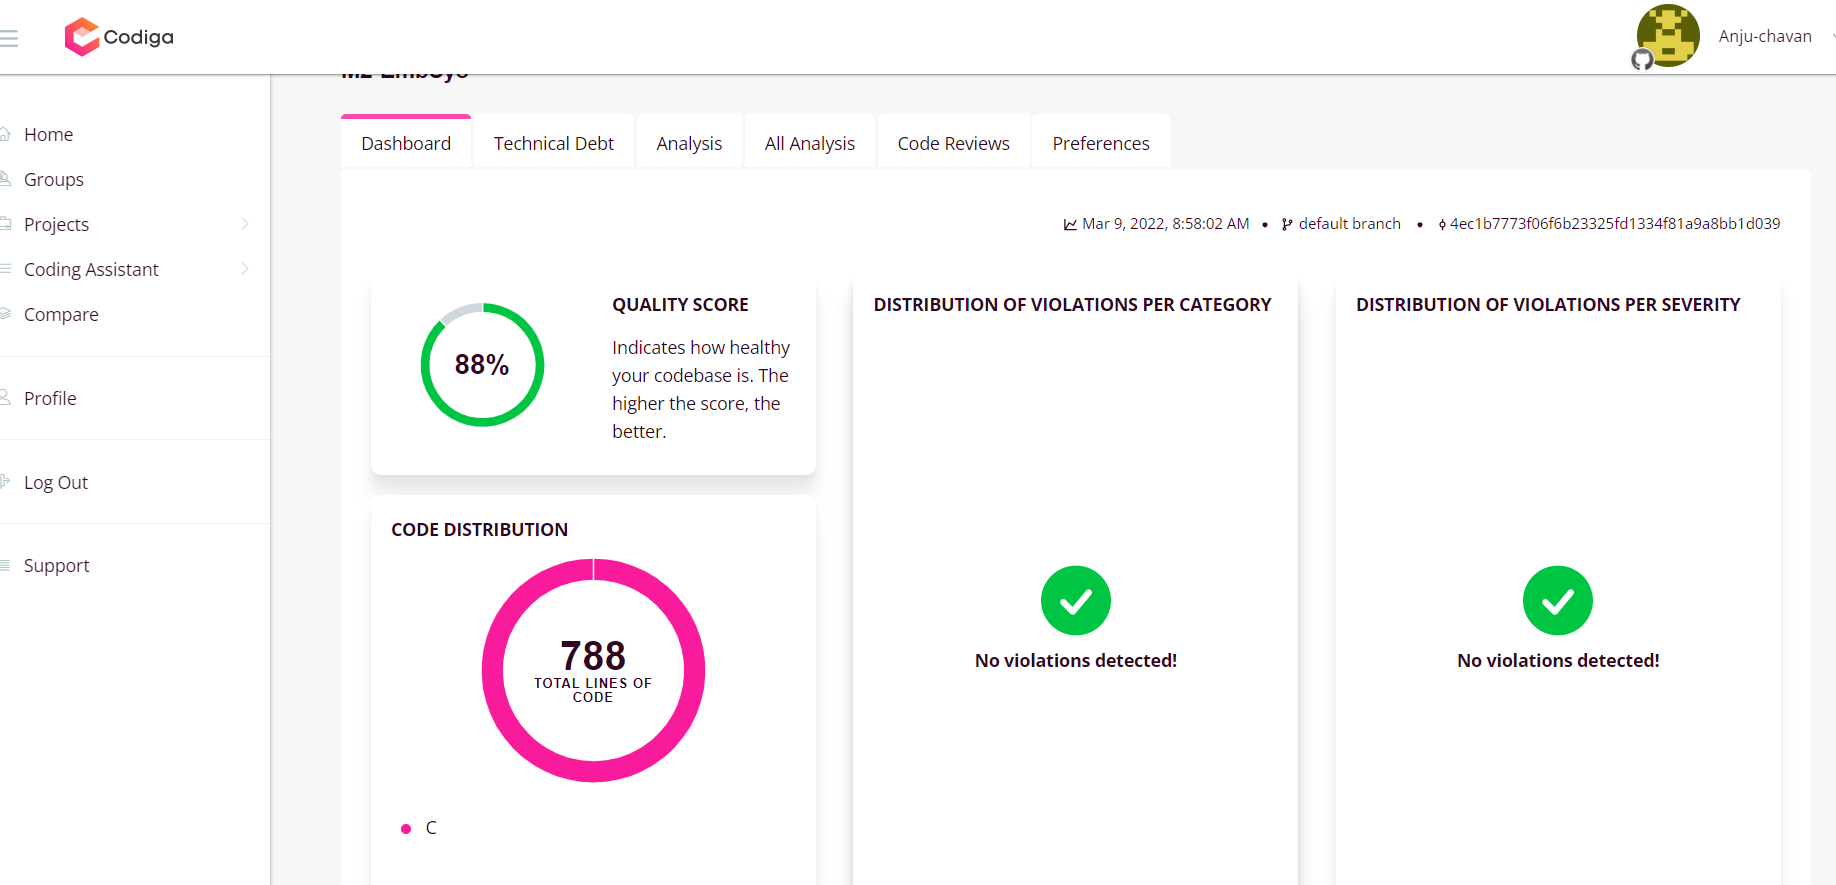 Codiga
Anju-chavan
Home
Groups
Projects
Coding Assistant
Compare
Profile
Log Out
Support
Dashboard
Technical Debt
Analysis
All Analysis
Code Reviews
Preferences
Mar 9, 2022, 8:58:02 AM • default branch • 4ec1b7773f06f6b23325fd1334f81a9a8bb1d039
88%
QUALITY SCORE
Indicates how healthy
your codebase is. The
higher the score, the
better.
CODE DISTRIBUTION
788
TOTAL LINES OF
CODE
C
DISTRIBUTION OF VIOLATIONS PER CATEGORY
No violations detected!
DISTRIBUTION OF VIOLATIONS PER SEVERITY
No violations detected!